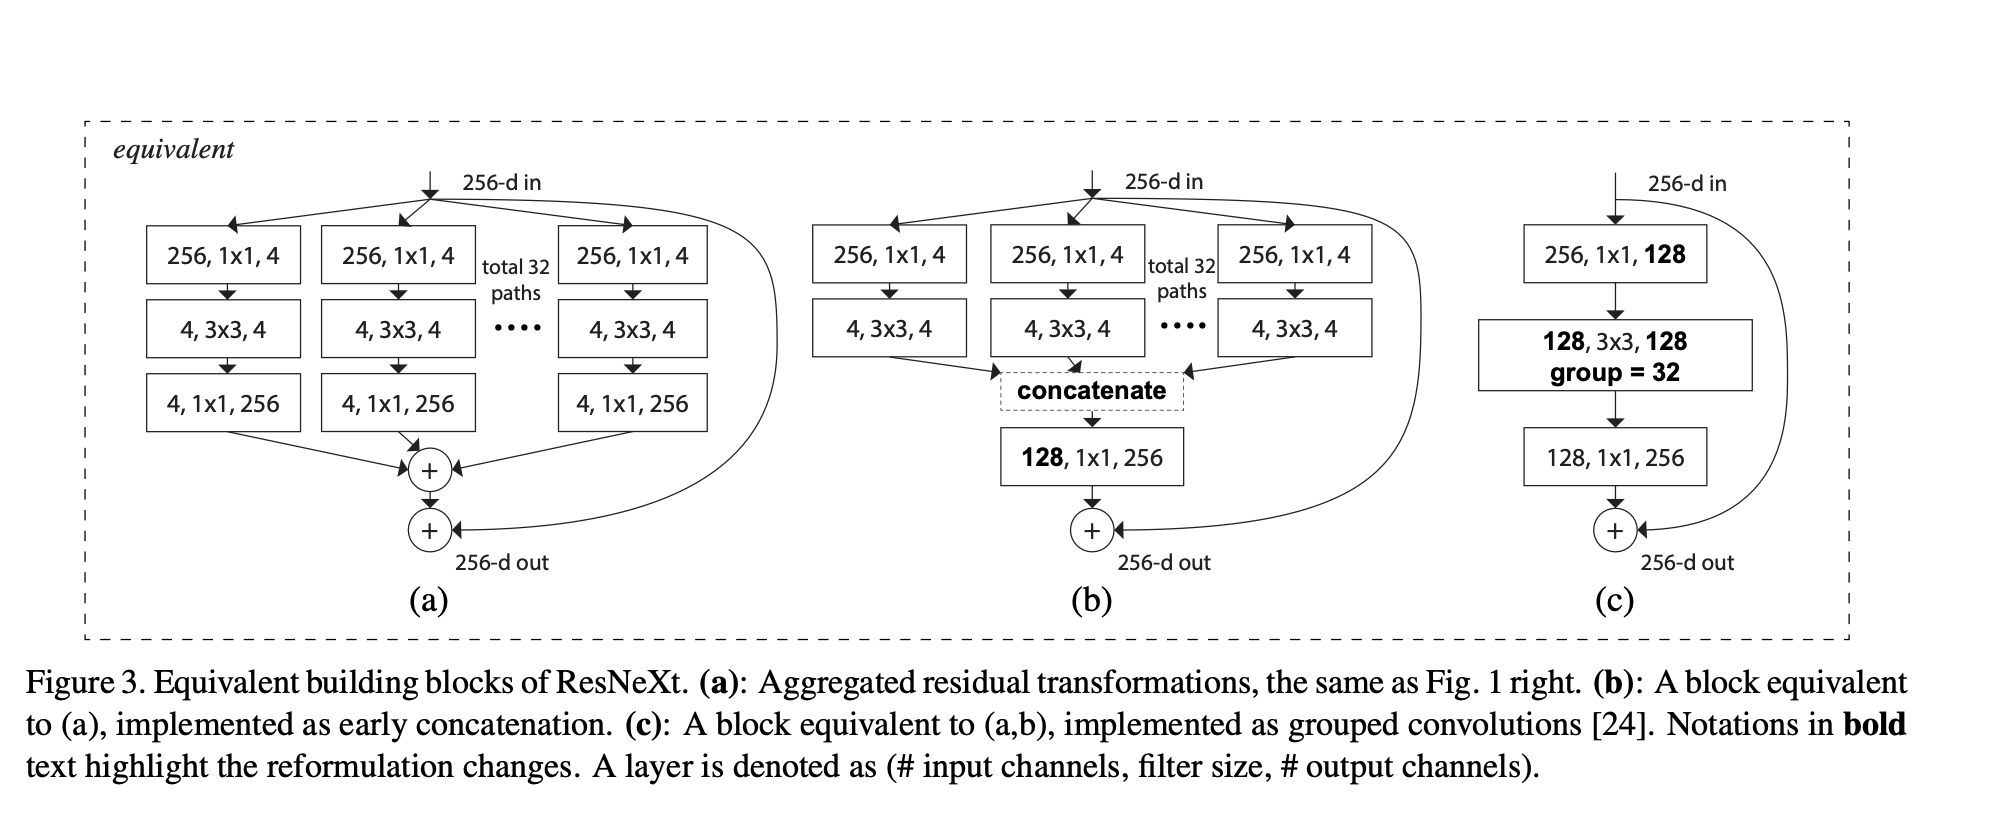 equivalent
256-d in
256, 1x1, 4
256, 1x1, 4
total 32
paths
256, 1x1, 4
4, 3x3, 4
4, 3x3, 4
....
4, 3x3, 4
4, 1x1, 256
4, 1x1, 256
4, 1x1, 256
+
+
256-d out
(a)
256-d in
256, 1x1, 4
256, 1x1, 4
total 32
paths
256, 1x1, 4
4, 3x3, 4
4, 3x3, 4
....
4, 3x3, 4
concatenate
128, 1x1, 256
+
256-d out
(b)
256-d in
256, 1x1, 128
128, 3x3, 128
group = 32
128, 1x1, 256
+
256-d out
(c)
Figure 3. Equivalent building blocks of ResNeXt. (a): Aggregated residual transformations, the same as Fig. 1 right. (b): A block equivalent
to (a), implemented as early concatenation. (c): A block equivalent to (a,b), implemented as grouped convolutions [24]. Notations in bold
text highlight the reformulation changes. A layer is denoted as (# input channels, filter size, # output channels).